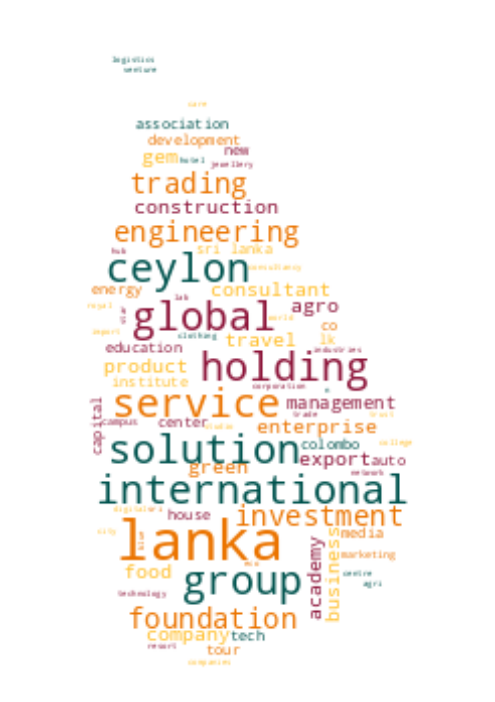 logistics
venture
care
association
development
new
gem hotel
jewellery
trading
construction
engineering
hub sri lanka
ceylon consultancy
energy consultant
lab
royal star global agro
world co
import clothing travel lk
education industries
product holding
institute corporation
service management
capital trade trust
campus center enterprise
solution colombo college
green export auto
network
international
digital
house investment
city lanka media
blue academy business marketing
food eco
group centre
agri
technology
foundation
company tech
resort tour
companies